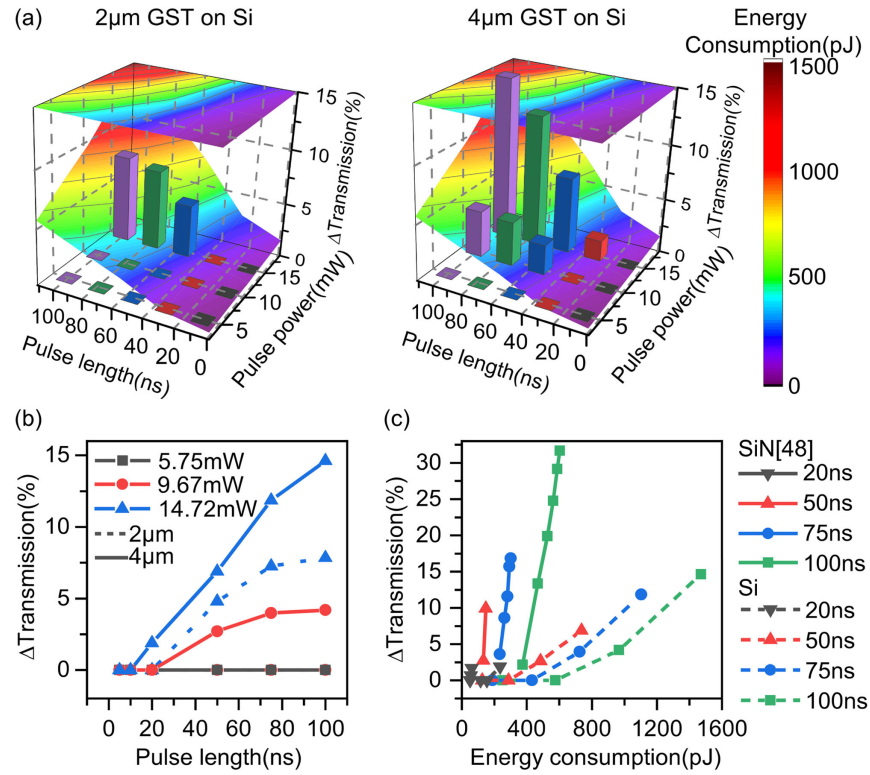 (a)
2μm GST on Si
4μm GST on Si
Energy
Consumption(pJ)
15
10
5
0
ΔTransmission(%)
15
10
5
Pulse power(mW)
100
80
60
40
20
0
Pulse length(ns)
15
10
5
0
ΔTransmission(%)
15
10
5
Pulse power(mW)
100
80
60
40
20
0
Pulse length(ns)
1500
1000
500
0
(b)
15
10
5
0
ΔTransmission(%)
5.75mW
9.67mW
14.72mW
2μm
4μm
0 20 40 60 80 100
Pulse length(ns)
(c)
30
25
20
15
10
5
0
ΔTransmission(%)
0 400 800 1200 1600
Energy consumption(pJ)
SiN[48]
20ns
50ns
75ns
100ns
Si
20ns
50ns
75ns
100ns